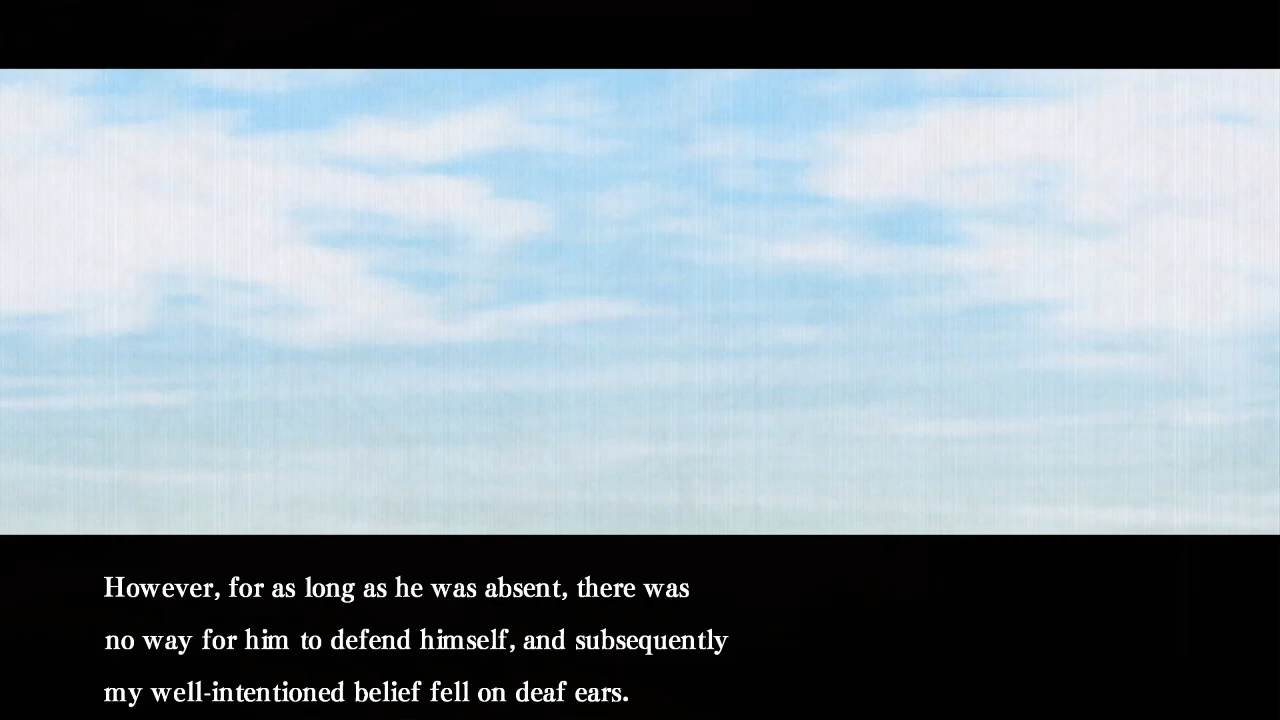 However, for as long as he was absent, there was
no way for him to defend himself, and subsequently
my well-intentioned belief fell on deaf ears.